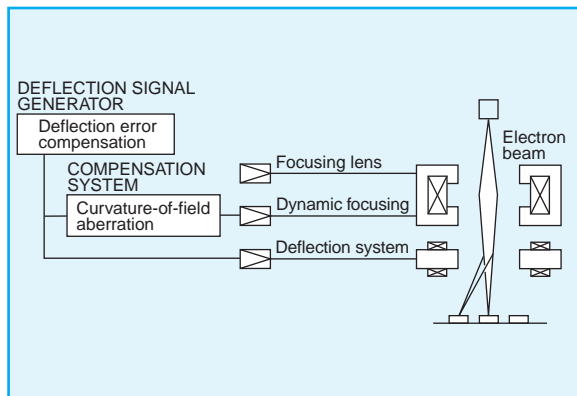 DEFLECTION SIGNAL
GENERATOR
Deflection error
compensation
COMPENSATION
SYSTEM
Curvature-of-field
aberration
Focusing lens
Dynamic focusing
Deflection system
Electron
beam